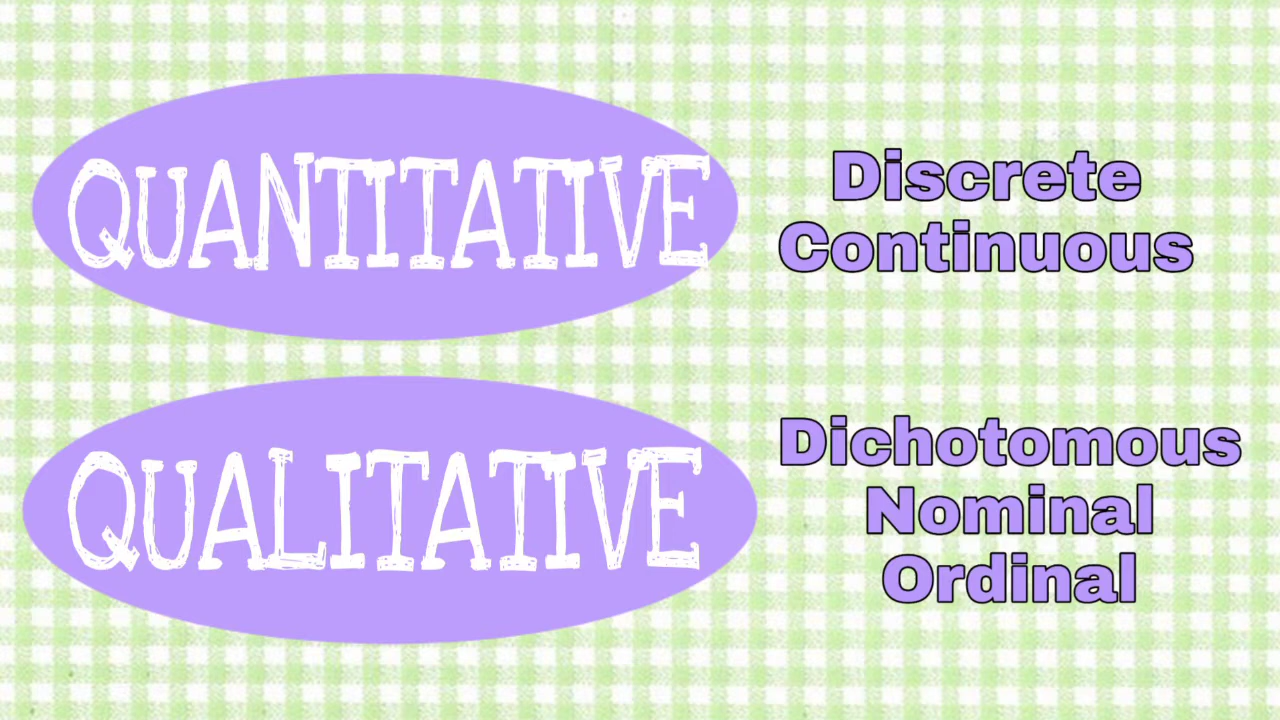 QUANTITATIVE
Discrete
Continuous
QUALITATIVE
Dichotomous
Nominal
Ordinal